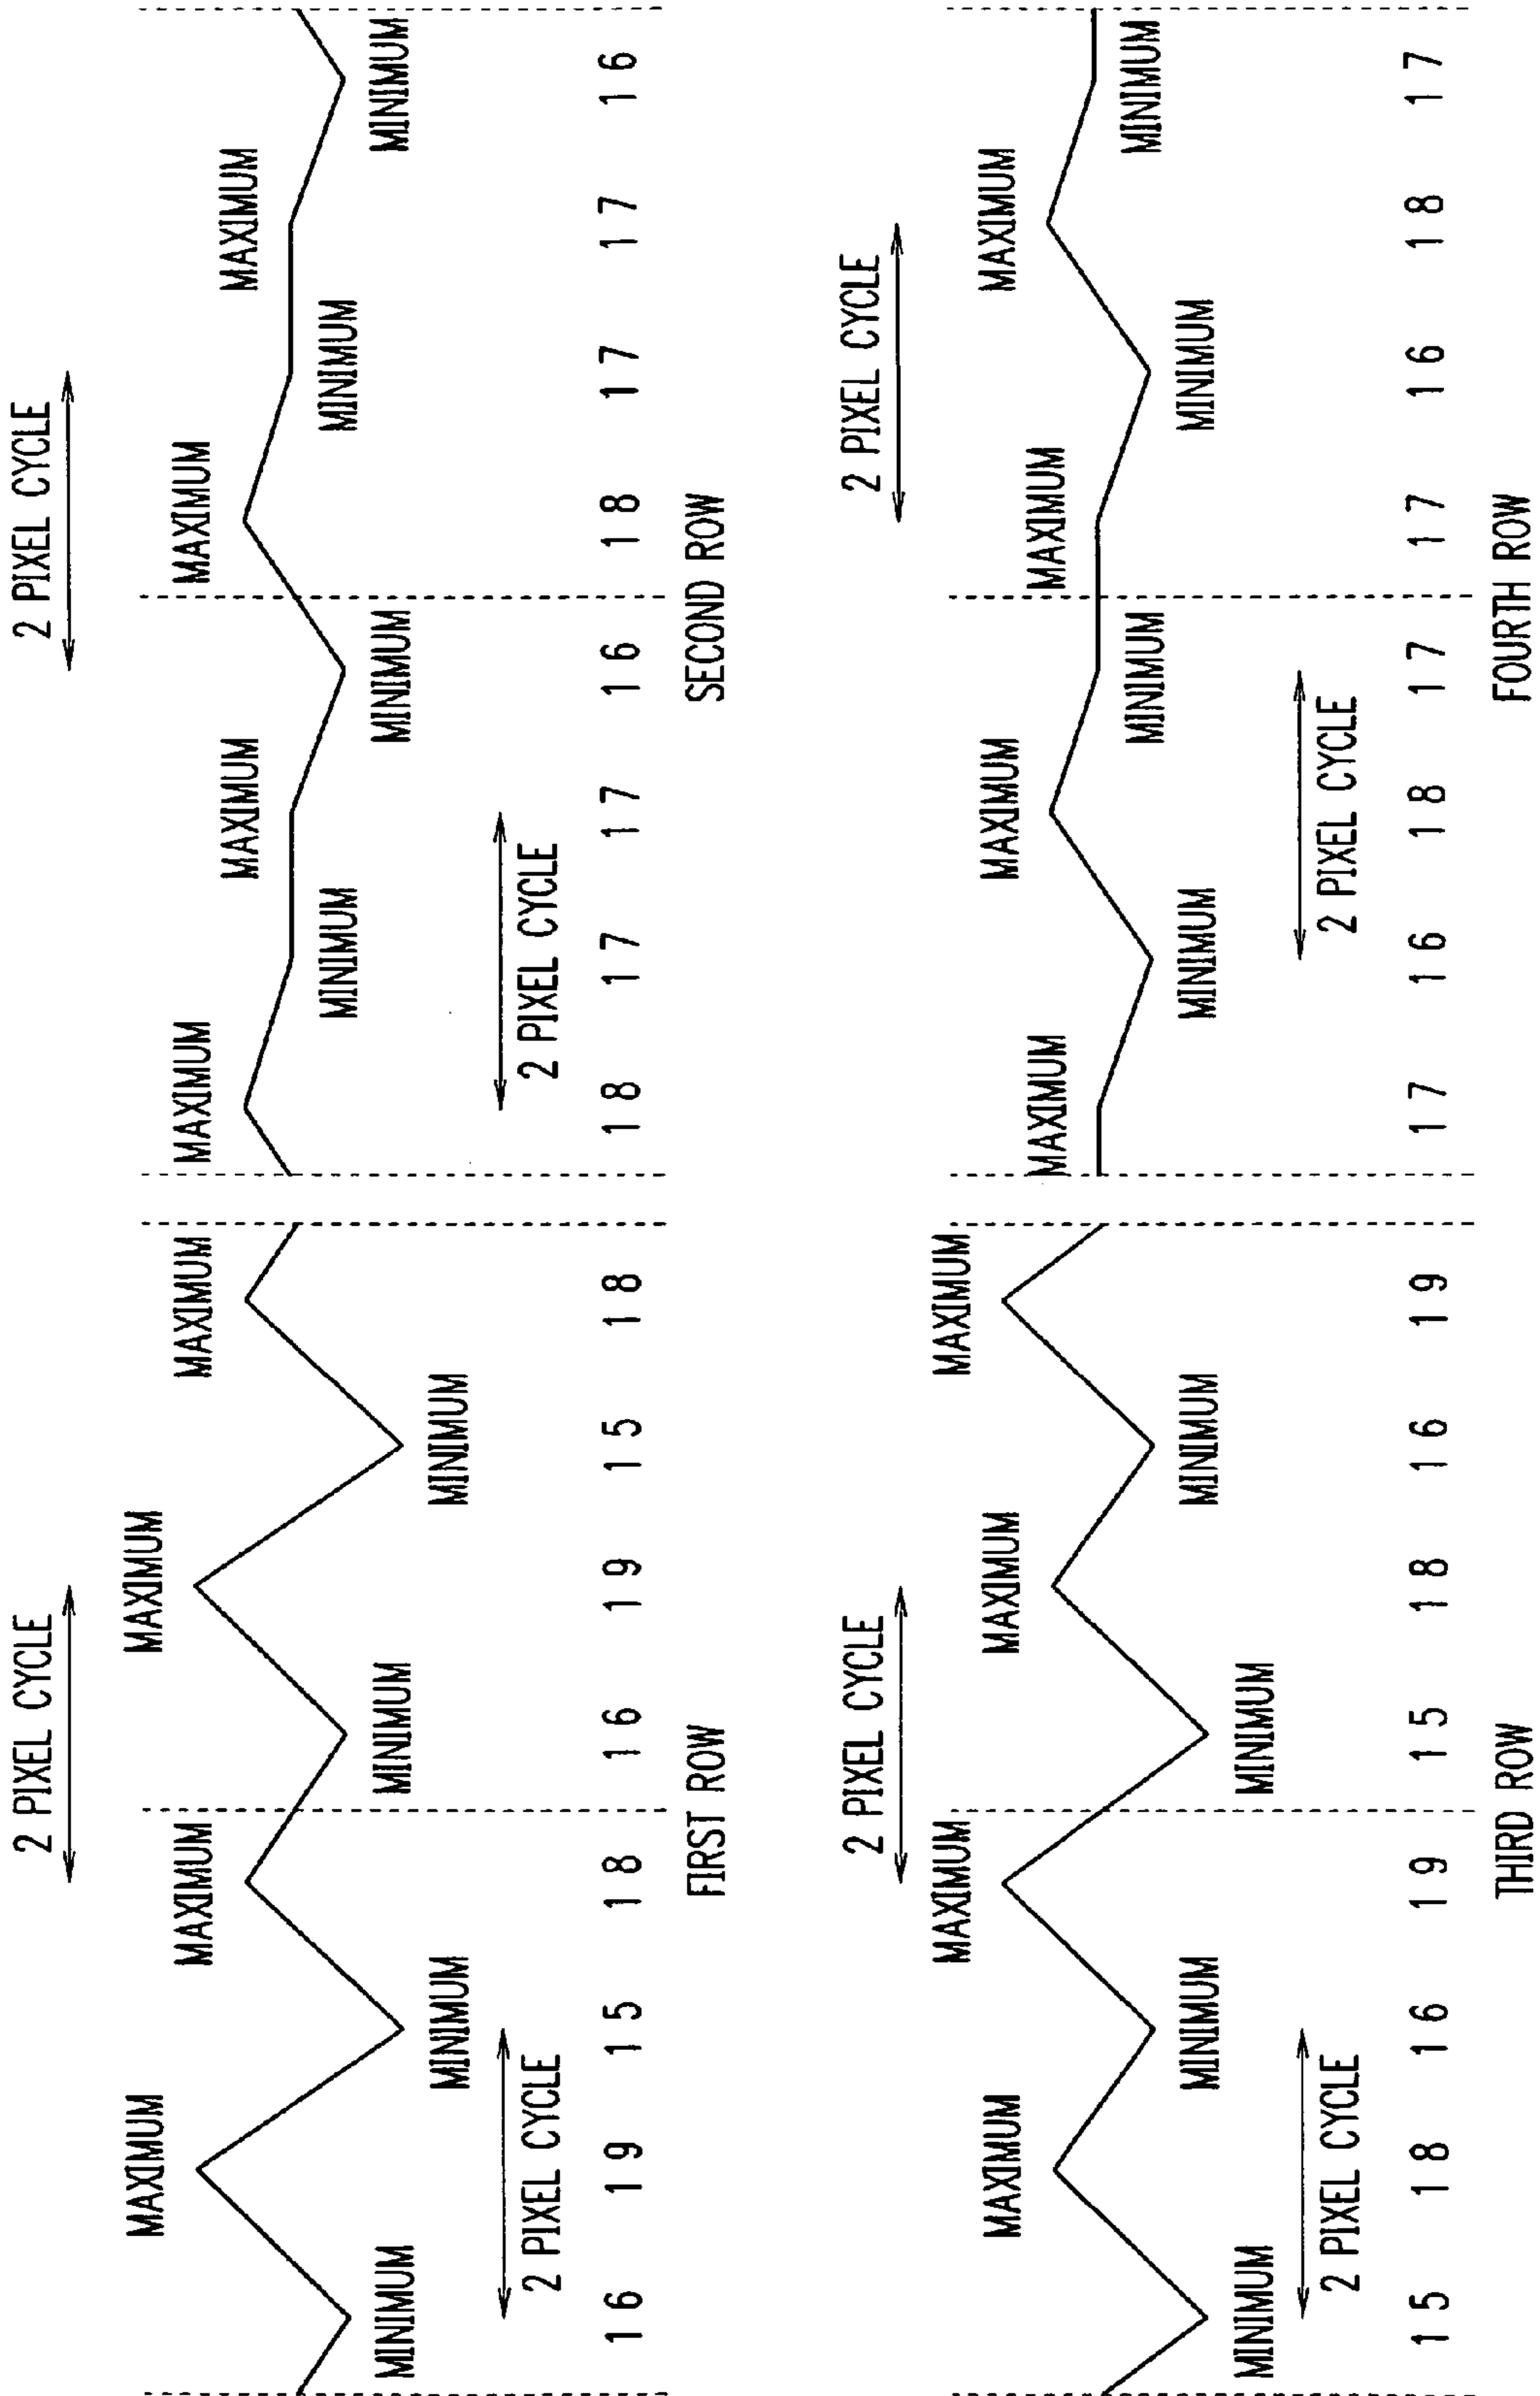 2 PIXEL CYCLE
MAXIMUM MAXIMUM
MAXIMUM MAXIMUM
MINIMUM MINIMUM
MINIMUM MINIMUM
2 PIXEL CYCLE
16 19 15 18 16 19 15 18
FIRST ROW
2 PIXEL CYCLE
MAXIMUM MAXIMUM
MAXIMUM MAXIMUM
MINIMUM MINIMUM
MINIMUM MINIMUM
2 PIXEL CYCLE
18 17 17 16 18 17 17 16
SECOND ROW
2 PIXEL CYCLE
MAXIMUM MAXIMUM
MAXIMUM MAXIMUM
MINIMUM MINIMUM
MINIMUM MINIMUM
2 PIXEL CYCLE
15 18 16 19 15 18 16 19
THIRD ROW
2 PIXEL CYCLE
MAXIMUM MAXIMUM
MAXIMUM MAXIMUM
MINIMUM MINIMUM
MINIMUM MINIMUM
2 PIXEL CYCLE
17 16 18 17 17 16 18 17
FOURTH ROW